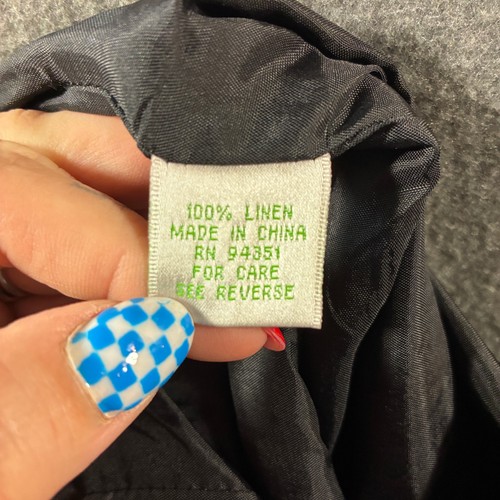 100% LINEN
MADE IN CHINA
RN 94351
FOR CARE
SEE REVERSE